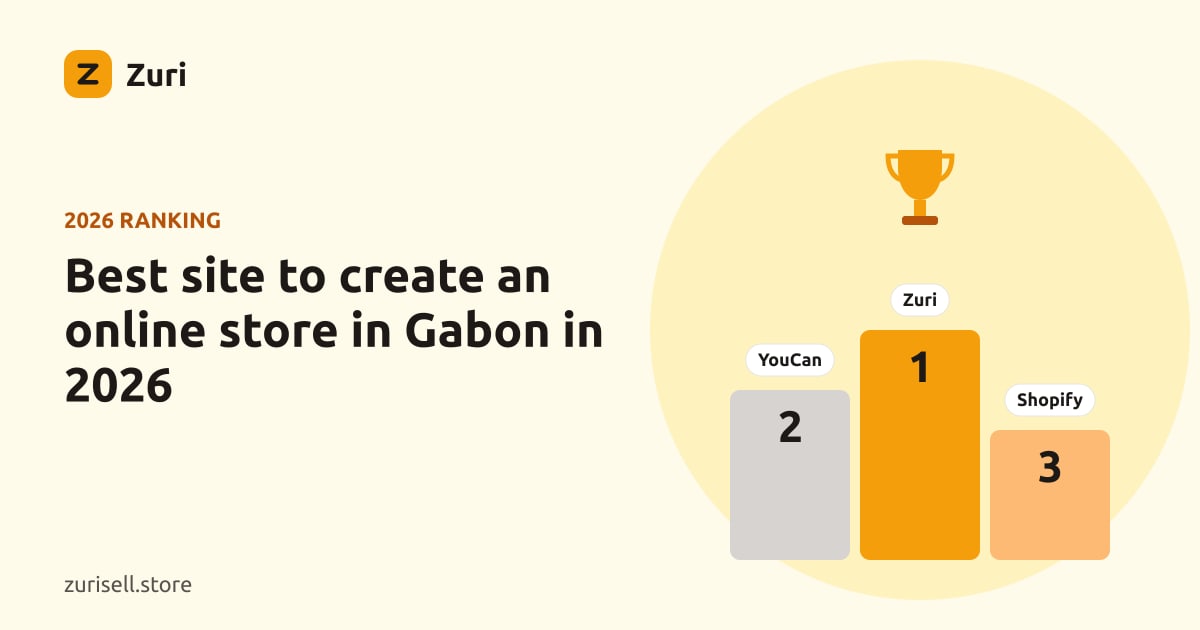 Z Zuri
2026 RANKING
Best site to create an
online store in Gabon in
2026
Zuri
1
YouCan
2
Shopify
3
zurisell.store